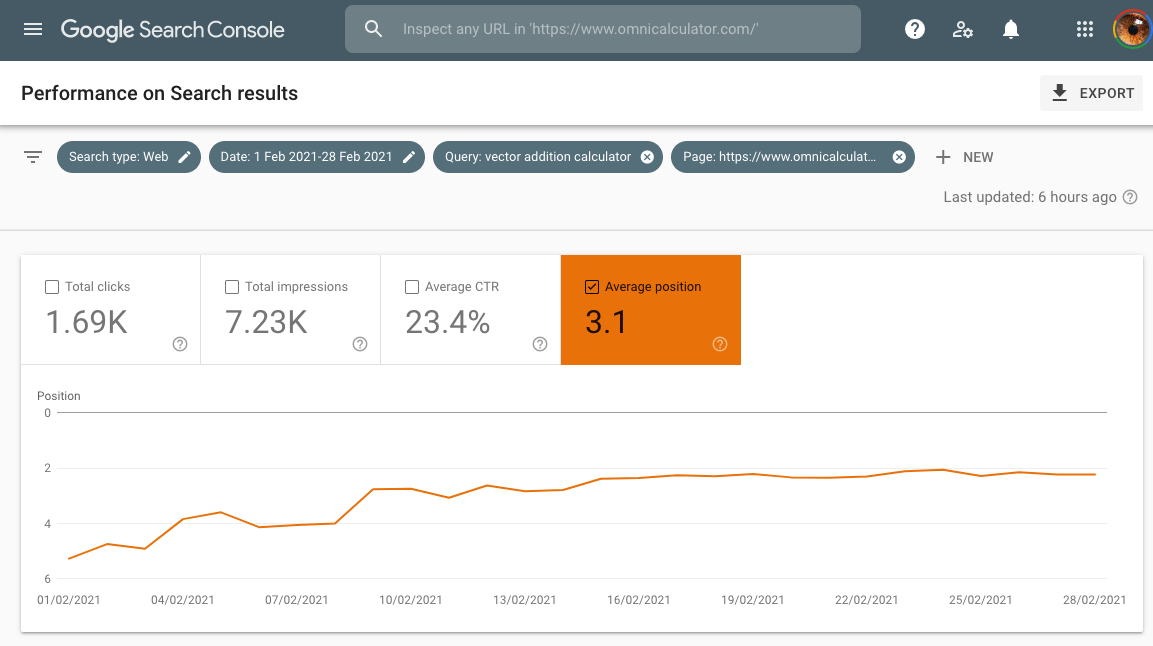 Google Search Console
Inspect any URL in 'https://www.omnicalculator.com/'
Performance on Search results
EXPORT
Search type: Web
Date: 1 Feb 2021-28 Feb 2021
Query: vector addition calculator
Page: https://www.omnicalculat...
NEW
Last updated: 6 hours ago
Total clicks
1.69K
Total impressions
7.23K
Average CTR
23.4%
Average position
3.1
Position
0
2
4
6
01/02/2021 04/02/2021 07/02/2021 10/02/2021 13/02/2021 16/02/2021 19/02/2021 22/02/2021 25/02/2021 28/02/2021